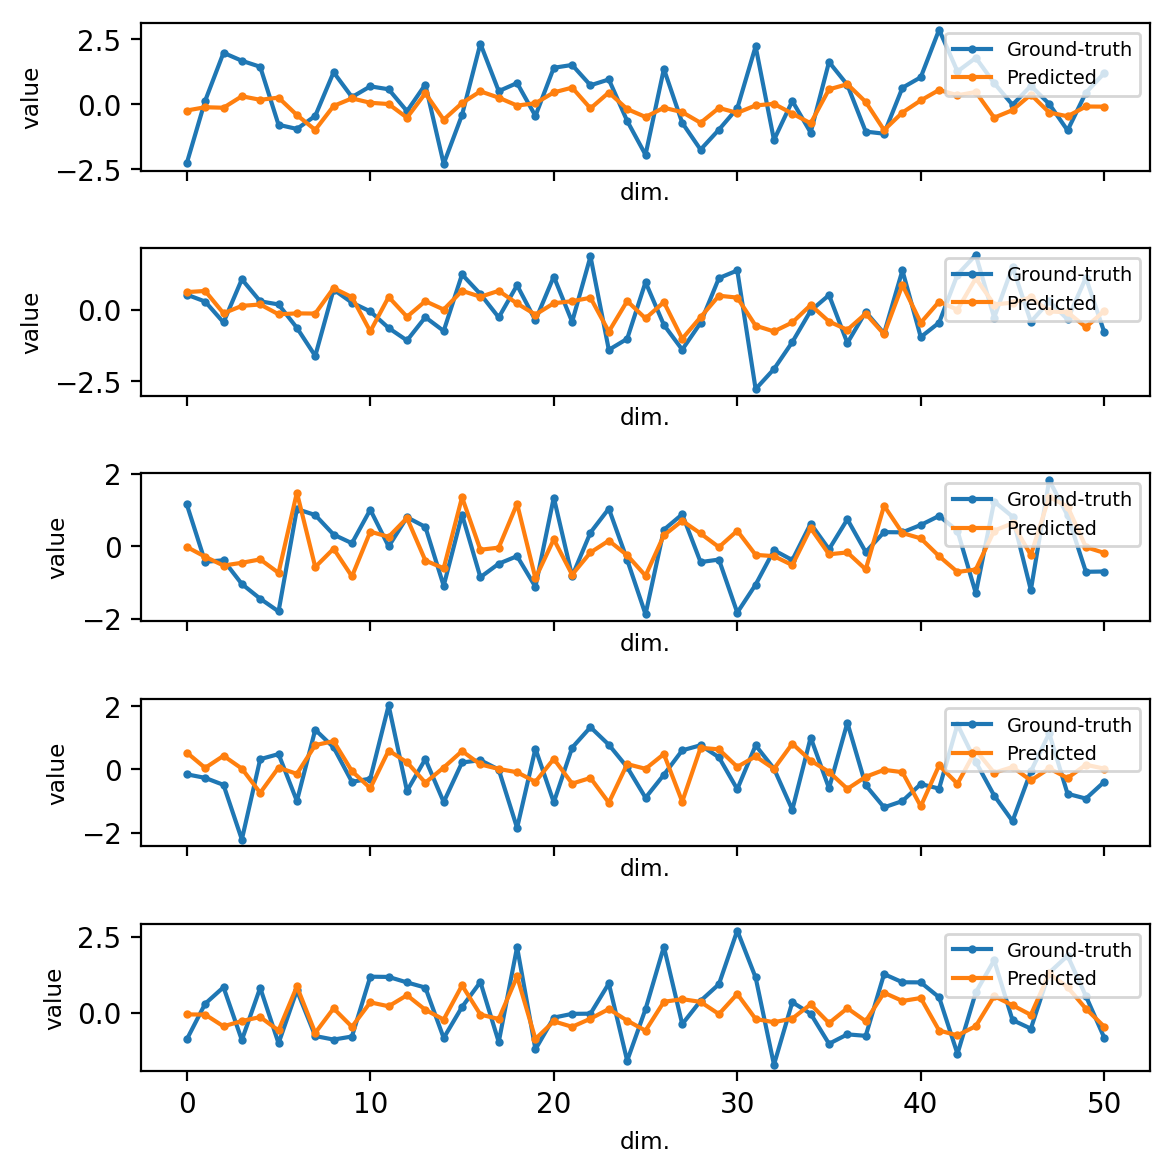 2.5
0.0
−2.5
value
Ground-truth
Predicted
dim.
0.0
−2.5
value
Ground-truth
Predicted
dim.
2
0
−2
value
Ground-truth
Predicted
dim.
2
0
−2
value
Ground-truth
Predicted
dim.
2.5
0.0
value
Ground-truth
Predicted
0 10 20 30 40 50
dim.